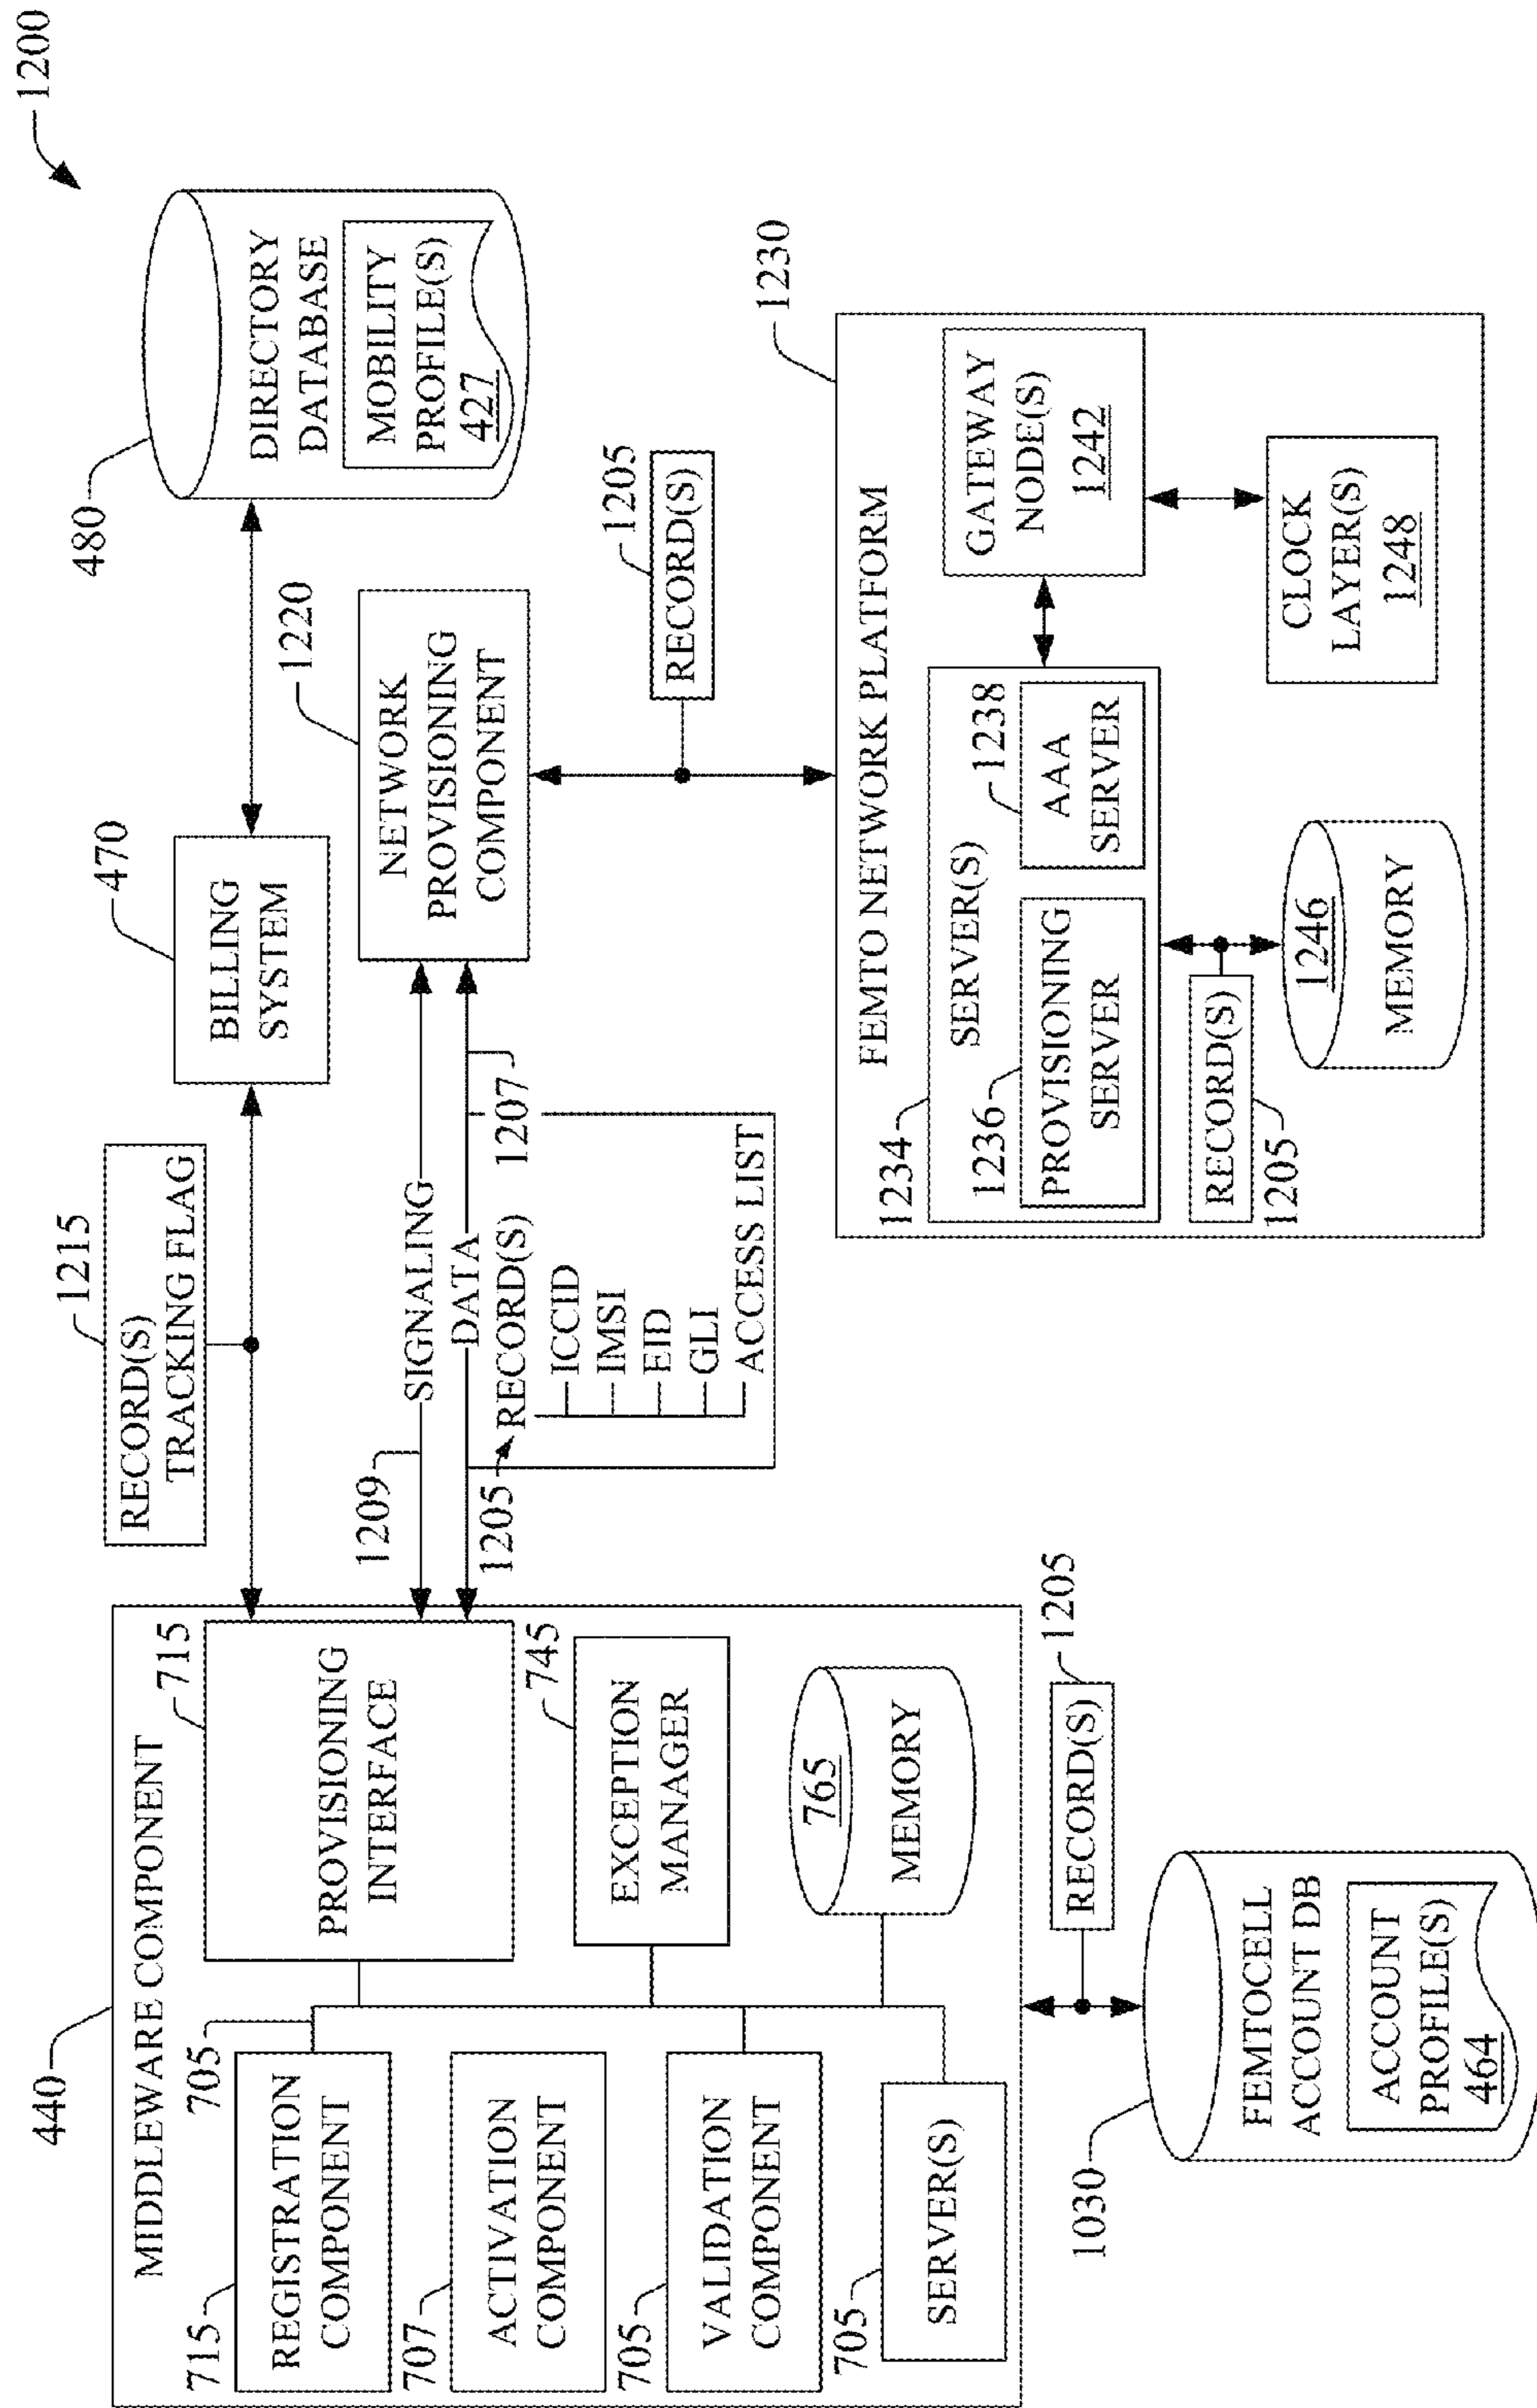 1200
440
MIDDLEWARE COMPONENT
715
REGISTRATION
COMPONENT
705
707
ACTIVATION
COMPONENT
705
VALIDATION
COMPONENT
705
SERVER(S)
715
PROVISIONING
INTERFACE
745
EXCEPTION
MANAGER
765
MEMORY
1215
RECORD(S)
TRACKING FLAG
470
BILLING
SYSTEM
480
DIRECTORY
DATABASE
MOBILITY
PROFILE(S)
427
1209
SIGNALING
DATA
1207
1205
RECORD(S)
ICCID
IMSI
EID
GLI
ACCESS LIST
1220
NETWORK
PROVISIONING
COMPONENT
1205
RECORD(S)
1230
FEMTO NETWORK PLATFORM
1234
SERVER(S)
1236
PROVISIONING
SERVER
1238
AAA
SERVER
GATEWAY
NODE(S)
1242
CLOCK
LAYER(S)
1248
RECORD(S)
1205
1246
MEMORY
1205
RECORD(S)
1030
FEMTOCELL
ACCOUNT DB
ACCOUNT
PROFILE(S)
464